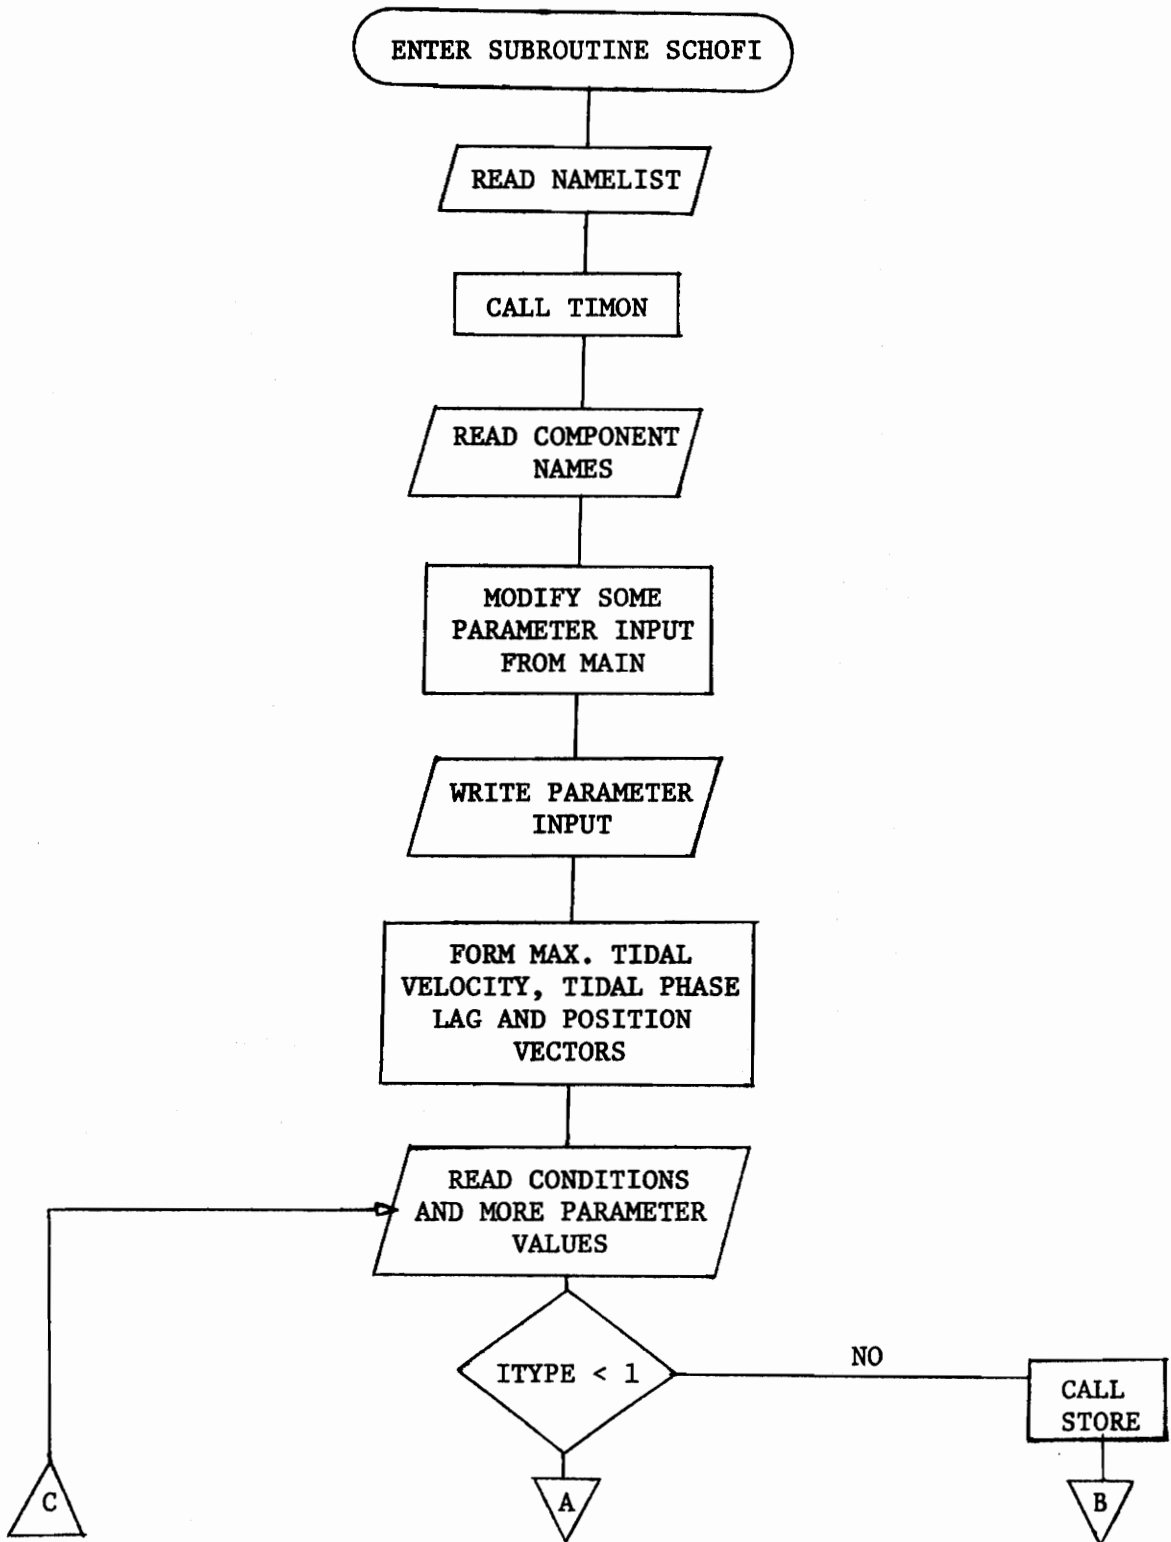 ENTER SUBROUTINE SCHOFI
READ NAMELIST
CALL TIMON
READ COMPONENT
NAMES
MODIFY SOME
PARAMETER INPUT
FROM MAIN
WRITE PARAMETER
INPUT
FORM MAX. TIDAL
VELOCITY, TIDAL PHASE
LAG AND POSITION
VECTORS
READ CONDITIONS
AND MORE PARAMETER
VALUES
ITYPE < 1
NO
CALL
STORE
C
A
B